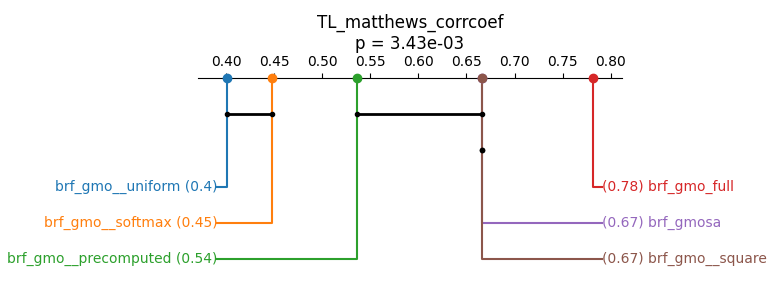 TL_matthews_corrcoef
p = 3.43e-03
0.40 0.45 0.50 0.55 0.60 0.65 0.70 0.75 0.80
brf_gmo__uniform (0.4)
(0.78) brf_gmo_full
brf_gmo__softmax (0.45)
(0.67) brf_gmosa
brf_gmo__precomputed (0.54)
(0.67) brf_gmo__square